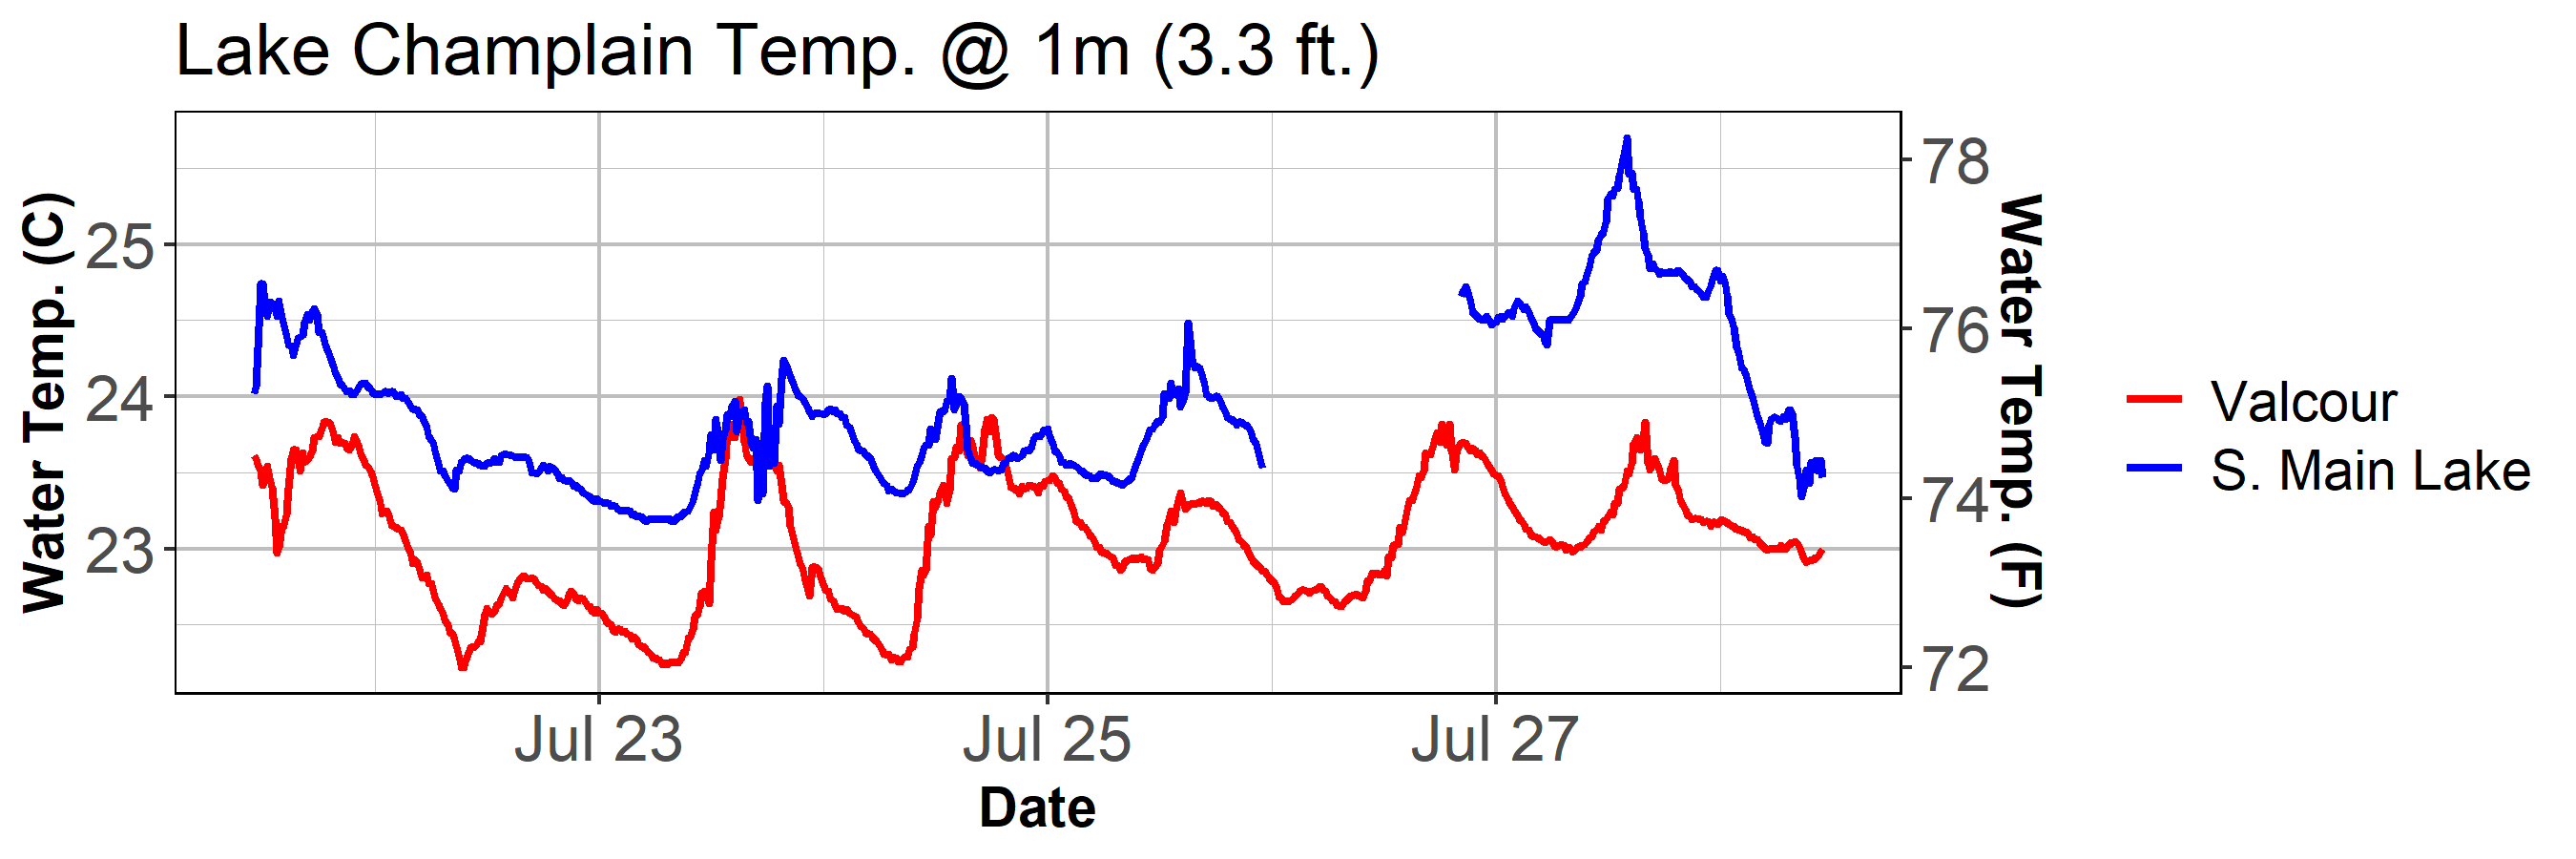 Lake Champlain Temp. @ 1m (3.3 ft.)
Water Temp. (C)
25
24
23
78
76
74
72
Water Temp. (F)
Jul 23
Jul 25
Jul 27
Date
Valcour
S. Main Lake